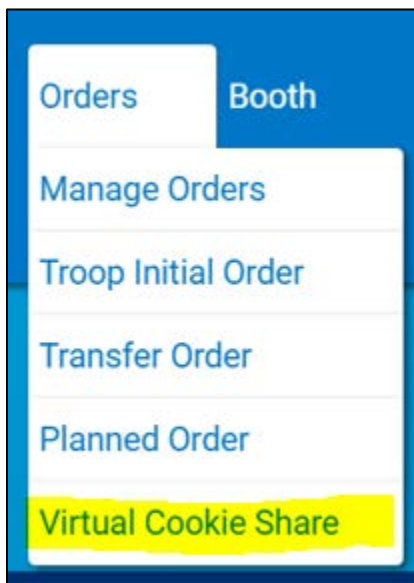 Orders Booth
Manage Orders
Troop Initial Order
Transfer Order
Planned Order
Virtual Cookie Share